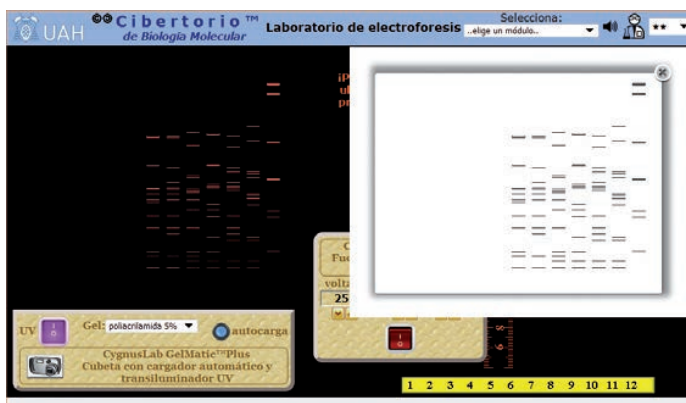 UAH
©© Cibertorio™
de Biología Molecular
Laboratorio de electroforesis
Selecciona:
..elige un módulo..
**
UV
Gel:
poliacrilamida 5%
autocarga
CygnusLab GelMatic™Plus
Cubeta con cargador automático y
transiluminador UV
volta
25
1 2 3 4 5 6 7 8 9 10 11 12